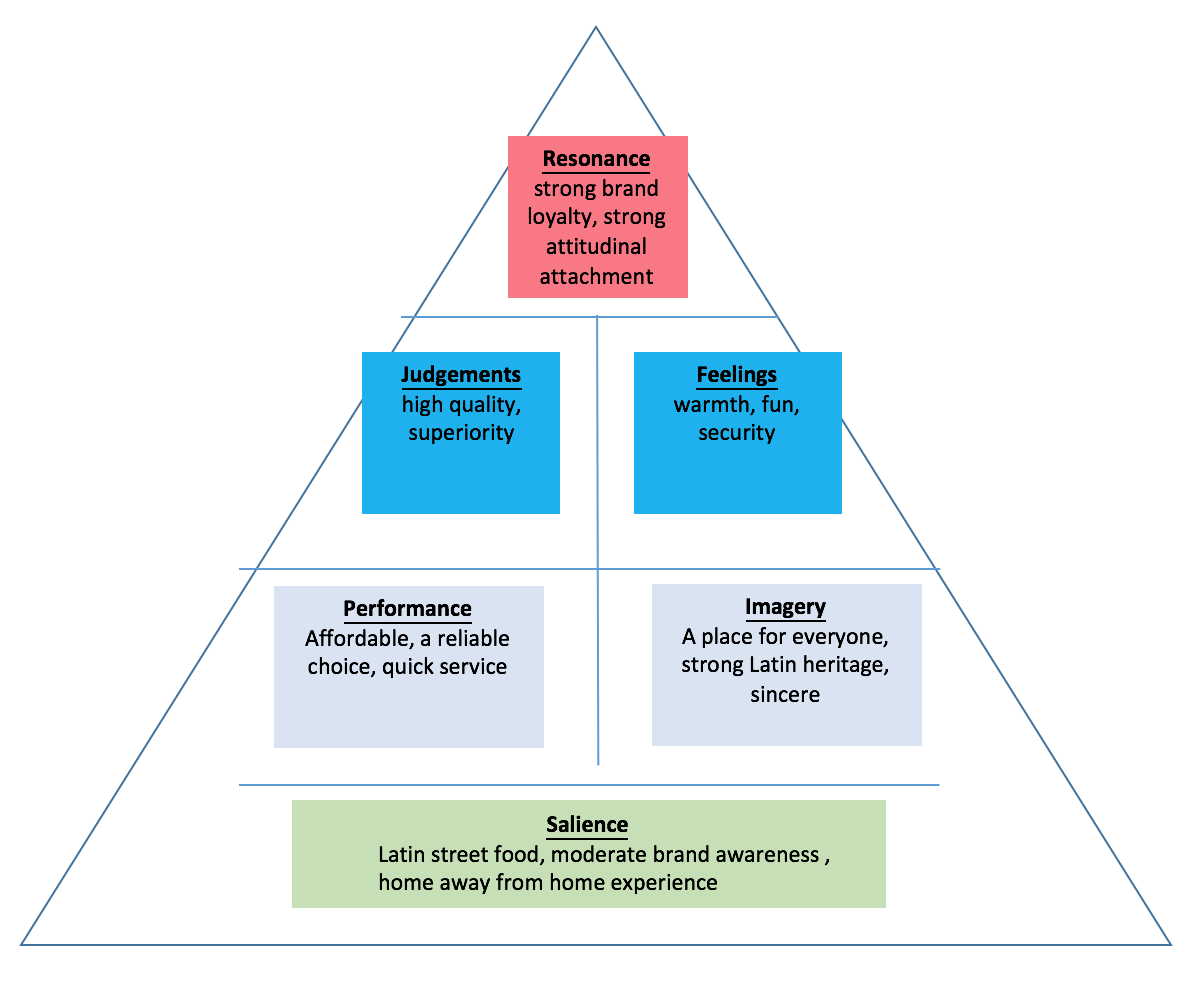 Resonance
strong brand
loyalty, strong
attitudinal
attachment
Judgements
high quality,
superiority
Feelings
warmth, fun,
security
Performance
Affordable, a reliable
choice, quick service
Imagery
A place for everyone,
strong Latin heritage,
sincere
Salience
Latin street food, moderate brand awareness ,
home away from home experience